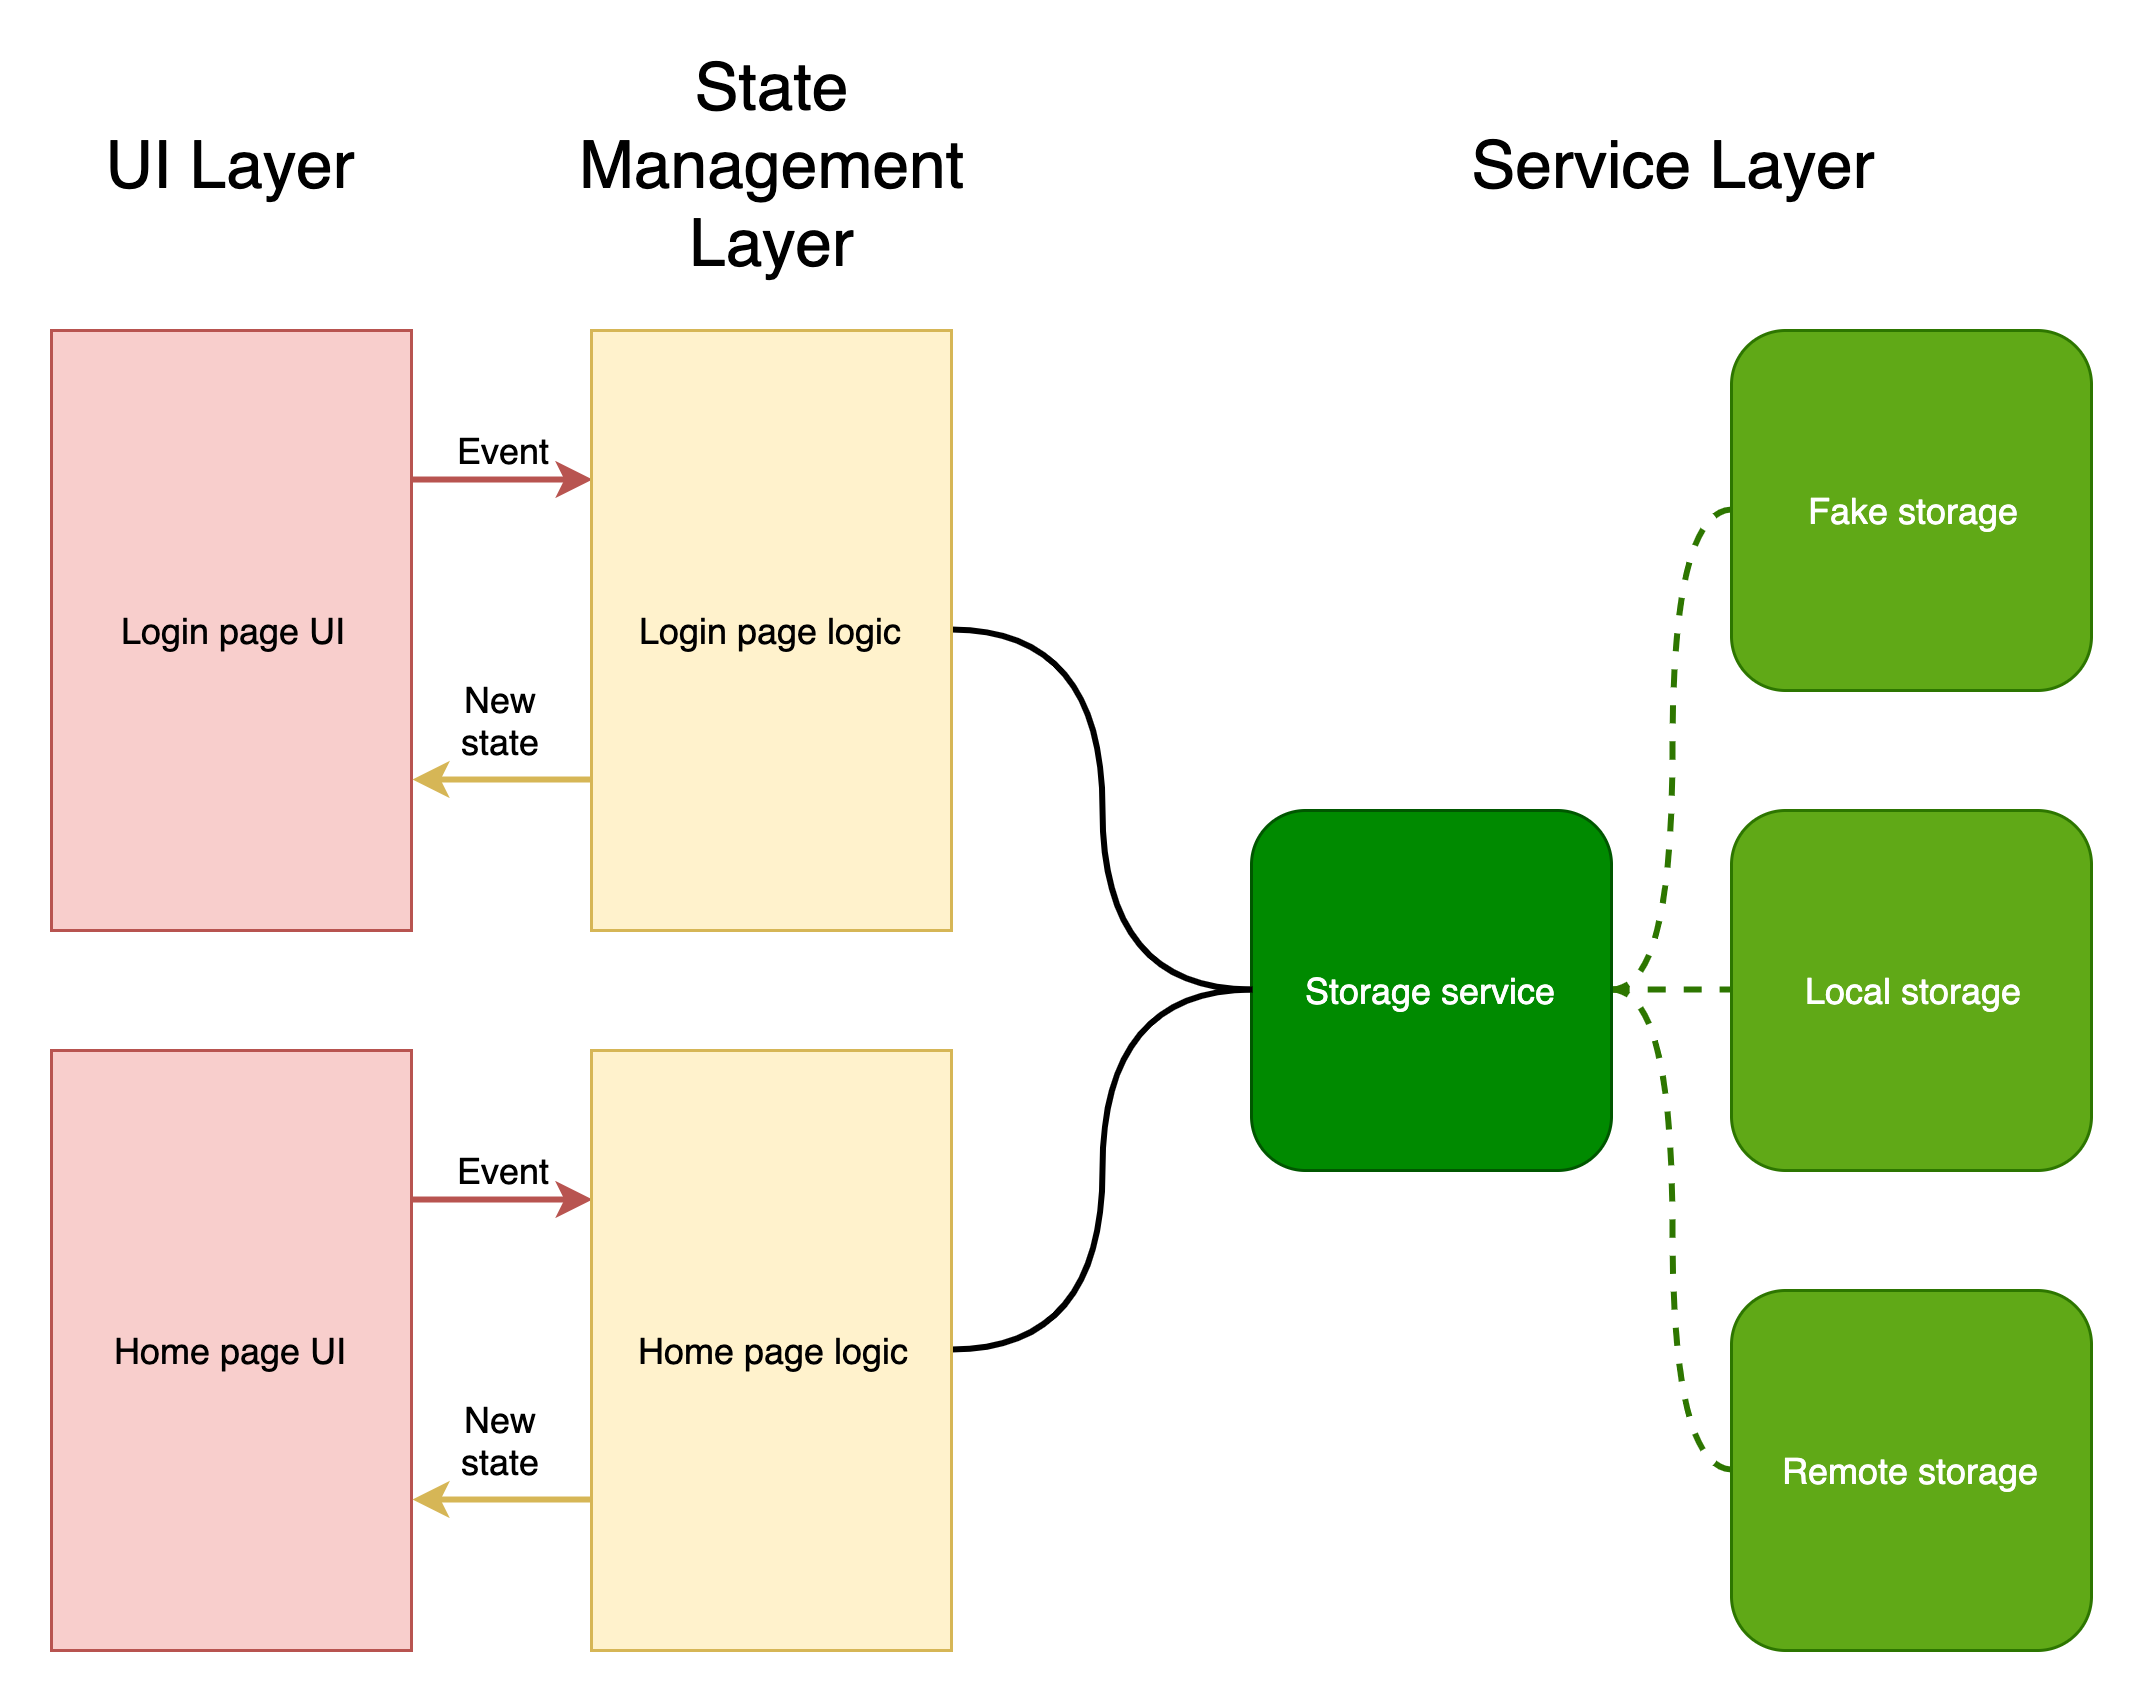 UI Layer
State
Management
Layer
Service Layer
Event
Login page UI
Login page logic
New
state
Event
Home page UI
Home page logic
New
state
Storage service
Fake storage
Local storage
Remote storage